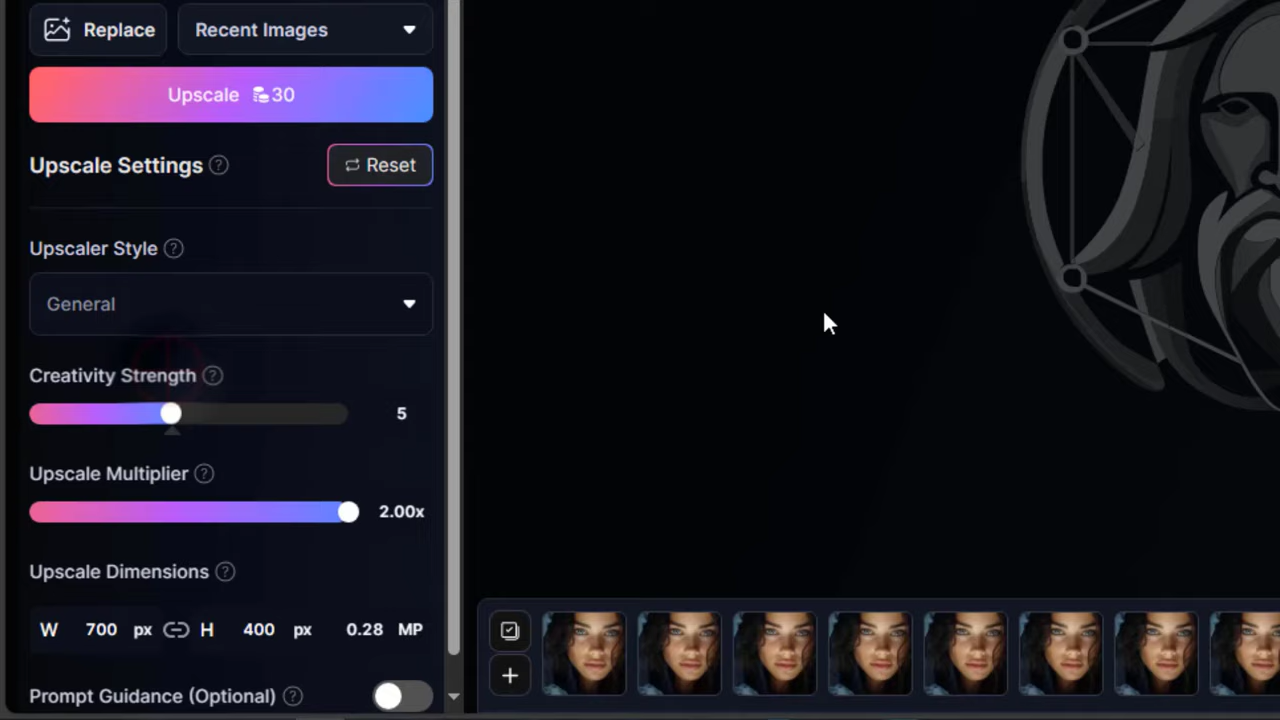 Replace Recent Images
Upscale 30
Upscale Settings ? Reset
Upscaler Style ?
General
Creativity Strength ?
5
Upscale Multiplier ?
2.00x
Upscale Dimensions ?
W 700 px H 400 px 0.28 MP
Prompt Guidance (Optional) ?